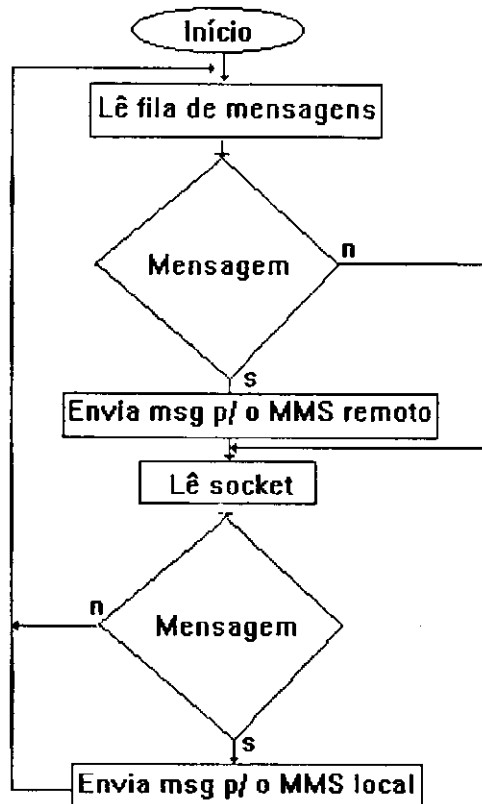 Início
Lê fila de mensagens
Mensagem
n
s
Envia msg p/ o MMS remoto
Lê socket
n
Mensagem
s
Envia msg p/ o MMS local